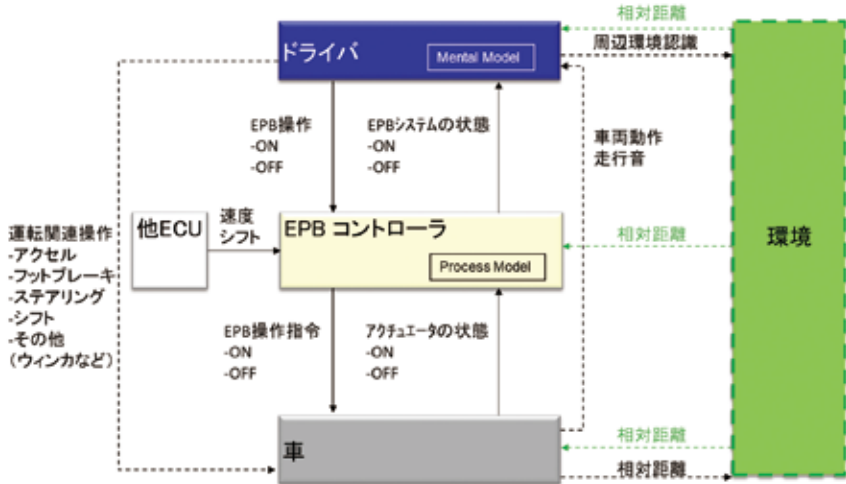 相対距離
ドライバ
Mental Model
周辺環境認識
EPB操作
-ON
-OFF
EPBシステムの状態
-ON
-OFF
車両動作
走行音
運転関連操作
-アクセル
-フットブレーキ
-ステアリング
-シフト
-その他
(ウィンカなど)
他ECU
速度
シフト
EPB コントローラ
Process Model
相対距離
環境
EPB操作指令
-ON
-OFF
アクチュエータの状態
-ON
-OFF
車
相対距離
相対距離